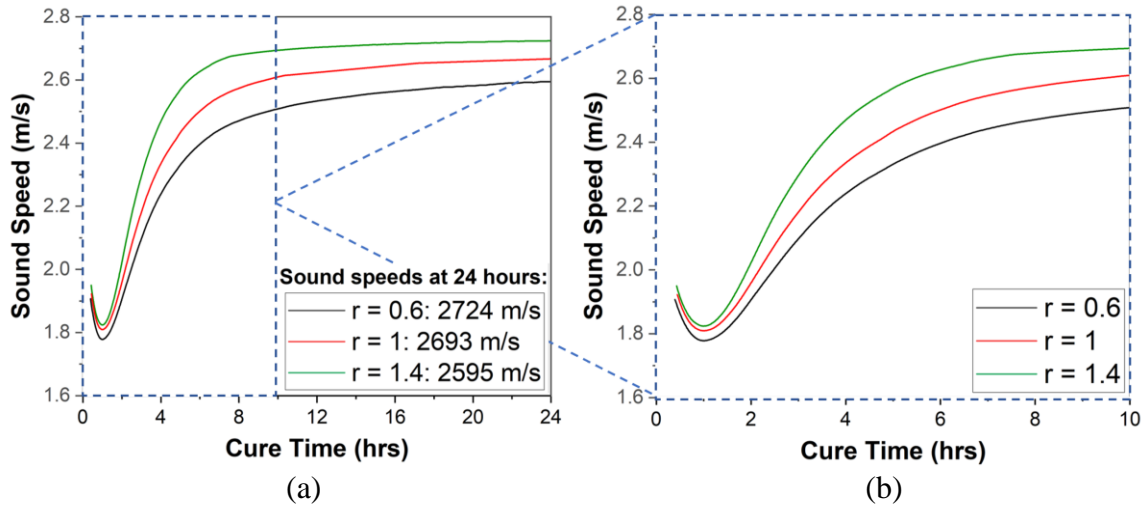 2.8
2.6
2.4
2.2
2.0
1.8
1.6
Sound Speed (m/s)
0
4
8
12
16
20
24
Cure Time (hrs)
Sound speeds at 24 hours:
r = 0.6: 2724 m/s
r = 1: 2693 m/s
r = 1.4: 2595 m/s
(a)
2.8
2.6
2.4
2.2
2.0
1.8
1.6
Sound Speed (m/s)
0
2
4
6
8
10
Cure Time (hrs)
r = 0.6
r = 1
r = 1.4
(b)